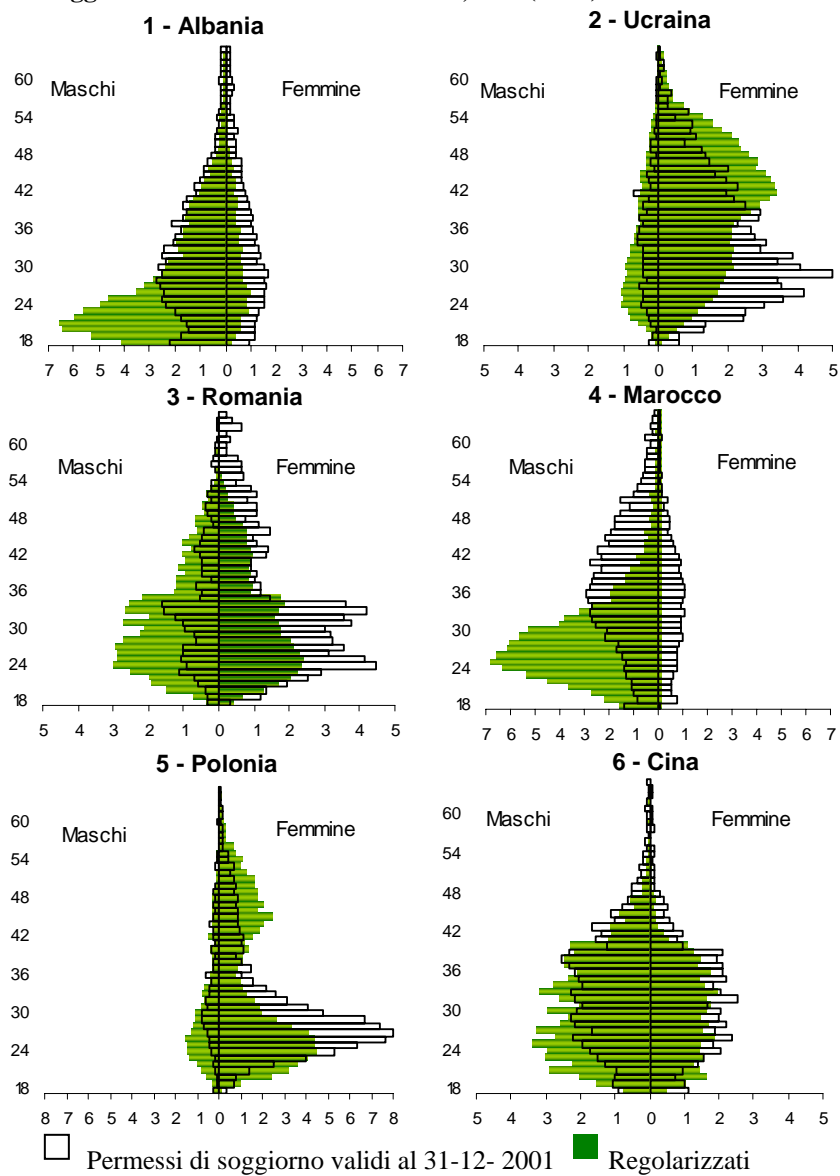 1 - Albania
Maschi
Femmine
60
54
48
42
36
30
24
18
7 6 5 4 3 2 1 0 1 2 3 4 5 6 7
2 - Ucraina
Maschi
Femmine
60
54
48
42
36
30
24
18
5 4 3 2 1 0 1 2 3 4 5
3 - Romania
Maschi
Femmine
60
54
48
42
36
30
24
18
5 4 3 2 1 0 1 2 3 4 5
4 - Marocco
Maschi
Femmine
60
54
48
42
36
30
24
18
7 6 5 4 3 2 1 0 1 2 3 4 5 6 7
5 - Polonia
Maschi
Femmine
60
54
48
42
36
30
24
18
8 7 6 5 4 3 2 1 0 1 2 3 4 5 6 7 8
6 - Cina
Maschi
Femmine
60
54
48
42
36
30
24
18
5 4 3 2 1 0 1 2 3 4 5
Permessi di soggiorno validi al 31-12- 2001
Regolarizzati